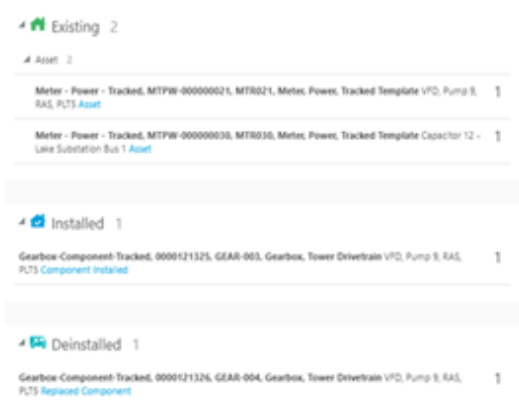 Existing 2
Asset 2
Meter - Power - Tracked, MTPW-000000021, MTR021, Meter, Power, Tracked Template VFD, Pump 9, 1
RAS, PLT5 Asset
Meter - Power - Tracked, MTPW-000000030, MTR030, Meter, Power, Tracked Template Capacitor 12 – 1
Lake Substation Bus 1 Asset
Installed 1
Gearbox-Component-Tracked, 0000121325, GEAR-003, Gearbox, Tower Drivetrain VFD, Pump 9, RAS, 1
PLT5 Component Installed
Deinstalled 1
Gearbox-Component-Tracked, 0000121326, GEAR-004, Gearbox, Tower Drivetrain VFD, Pump 9, RAS, 1
PLT5 Replaced Component